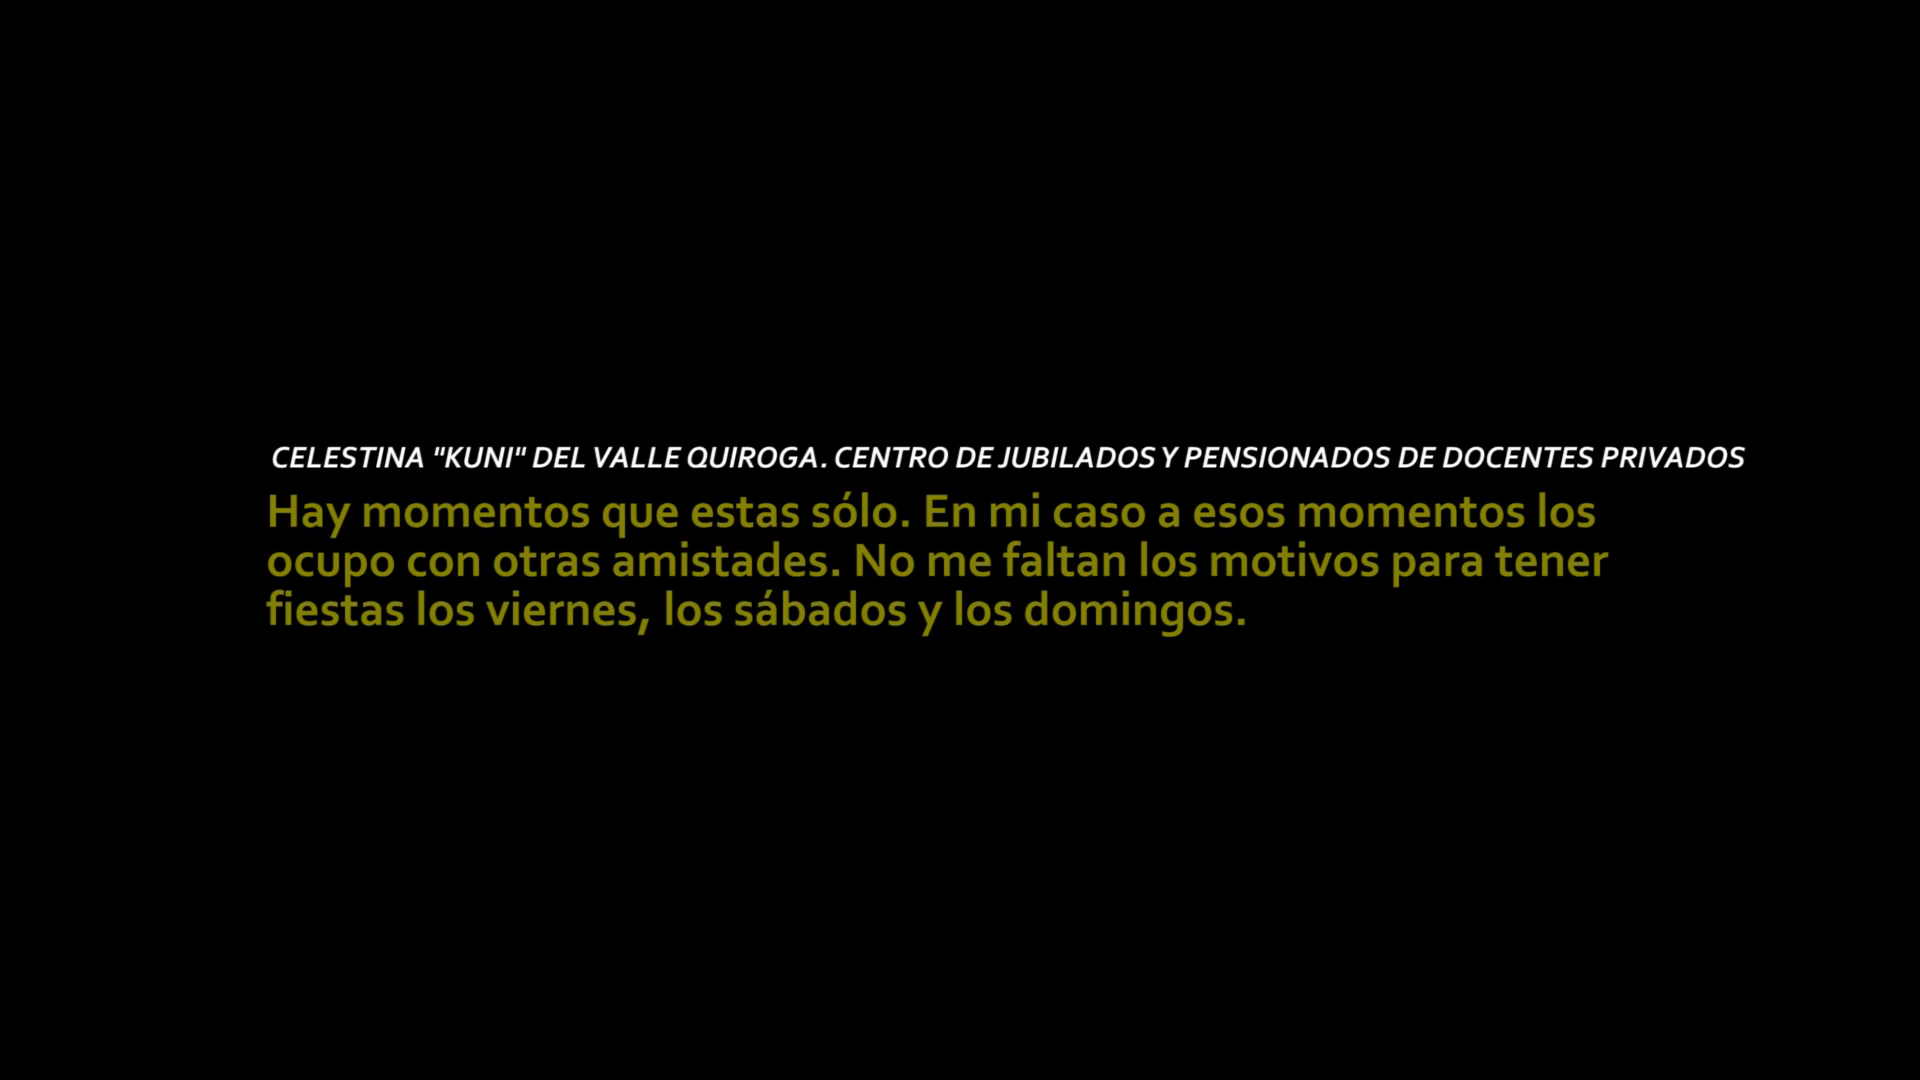 CELESTINA "KUNI" DEL VALLE QUIROGA. CENTRO DE JUBILADOS Y PENSIONADOS DE DOCENTES PRIVADOS
Hay momentos que estas sólo. En mi caso a esos momentos los
ocupo con otras amistades. No me faltan los motivos para tener
fiestas los viernes, los sábados y los domingos.